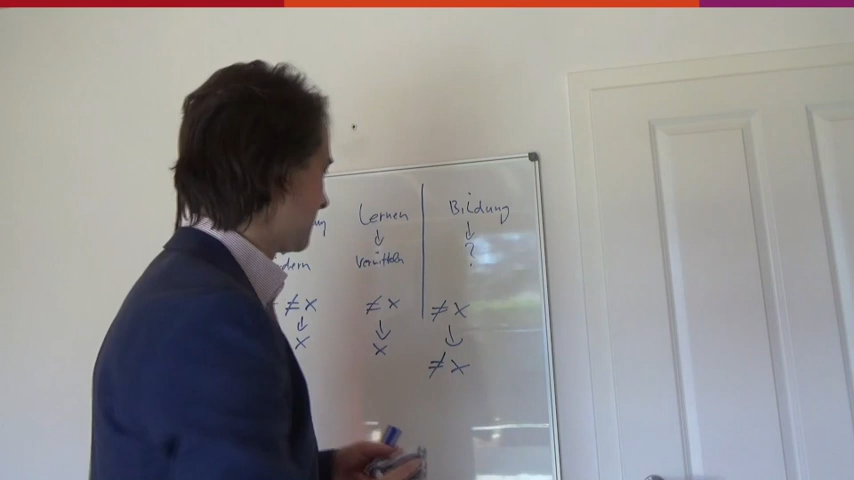 Lernen Bildung
↓ ↓
Vermitteln ?
≠ x ≠ x ≠ x
↓ ↓ ↓
x x ≠ x